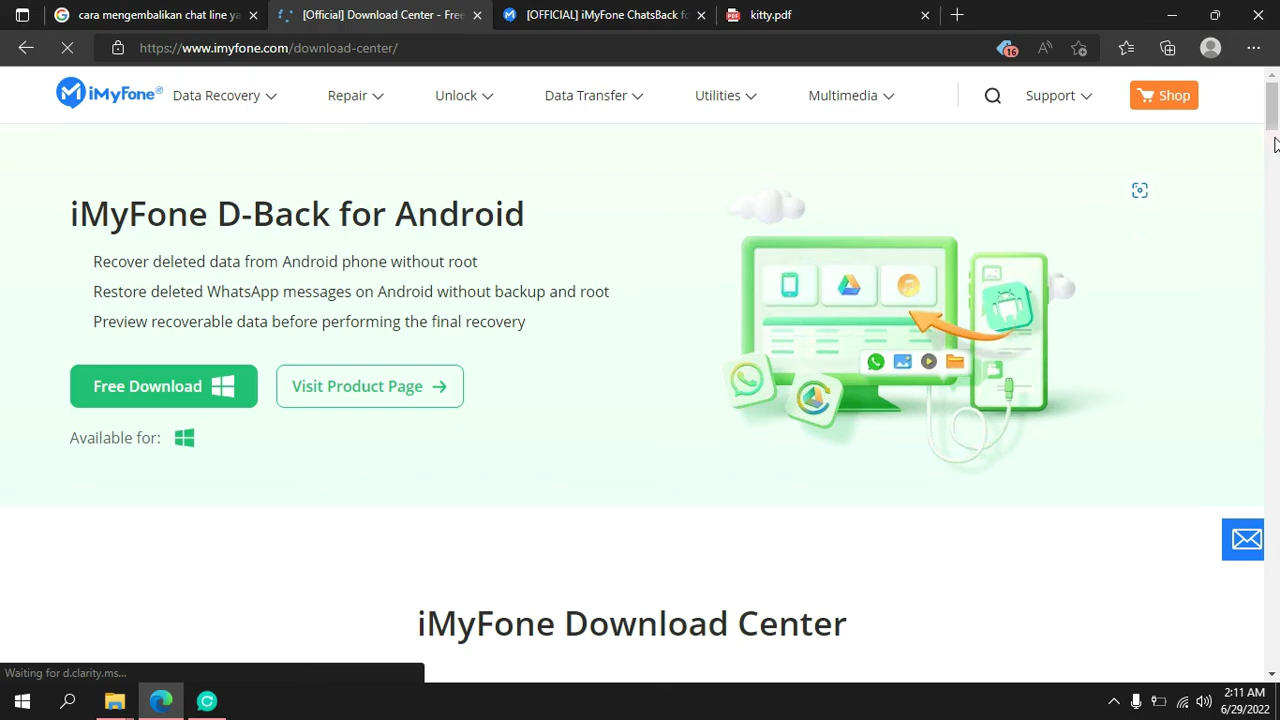 cara mengembalikan chat line ya
[Official] Download Center - Free
[OFFICIAL] iMyFone ChatsBack fo
kitty.pdf
https://www.imyfone.com/download-center/
16
iMyFone
Data Recovery
Repair
Unlock
Data Transfer
Utilities
Multimedia
Support
Shop
iMyFone D-Back for Android
Recover deleted data from Android phone without root
Restore deleted WhatsApp messages on Android without backup and root
Preview recoverable data before performing the final recovery
Free Download
Visit Product Page →
Available for:
iMyFone Download Center
Waiting for d.clarity.ms...
2:11 AM
6/29/2022